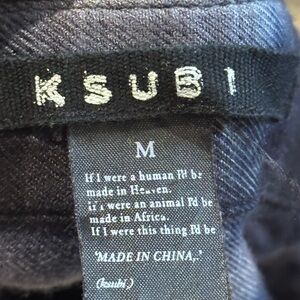 KSUBI
M
If I were a human I'd be
made in Heaven.
if i were an animal I'd be
made in Africa.
If I were this thing I'd be
'MADE IN CHINA,.'
(ksubi,)